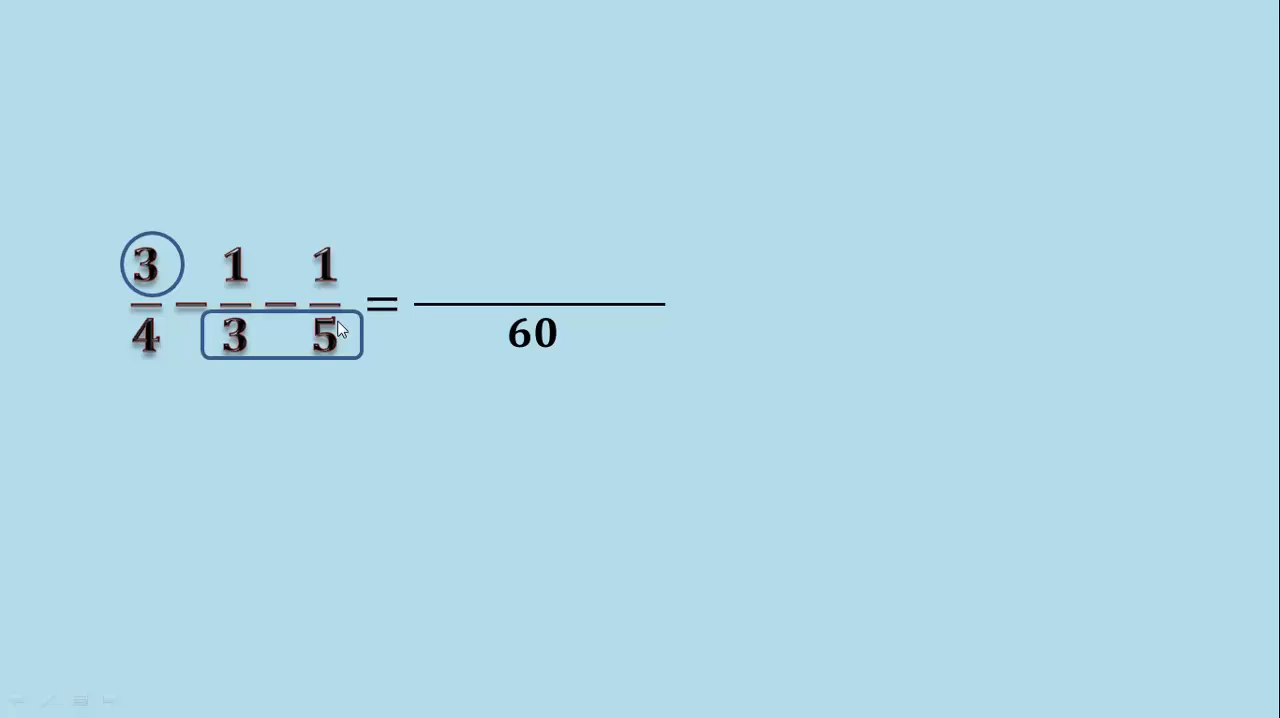 3/4 − 1/3 − 1/5 = /60